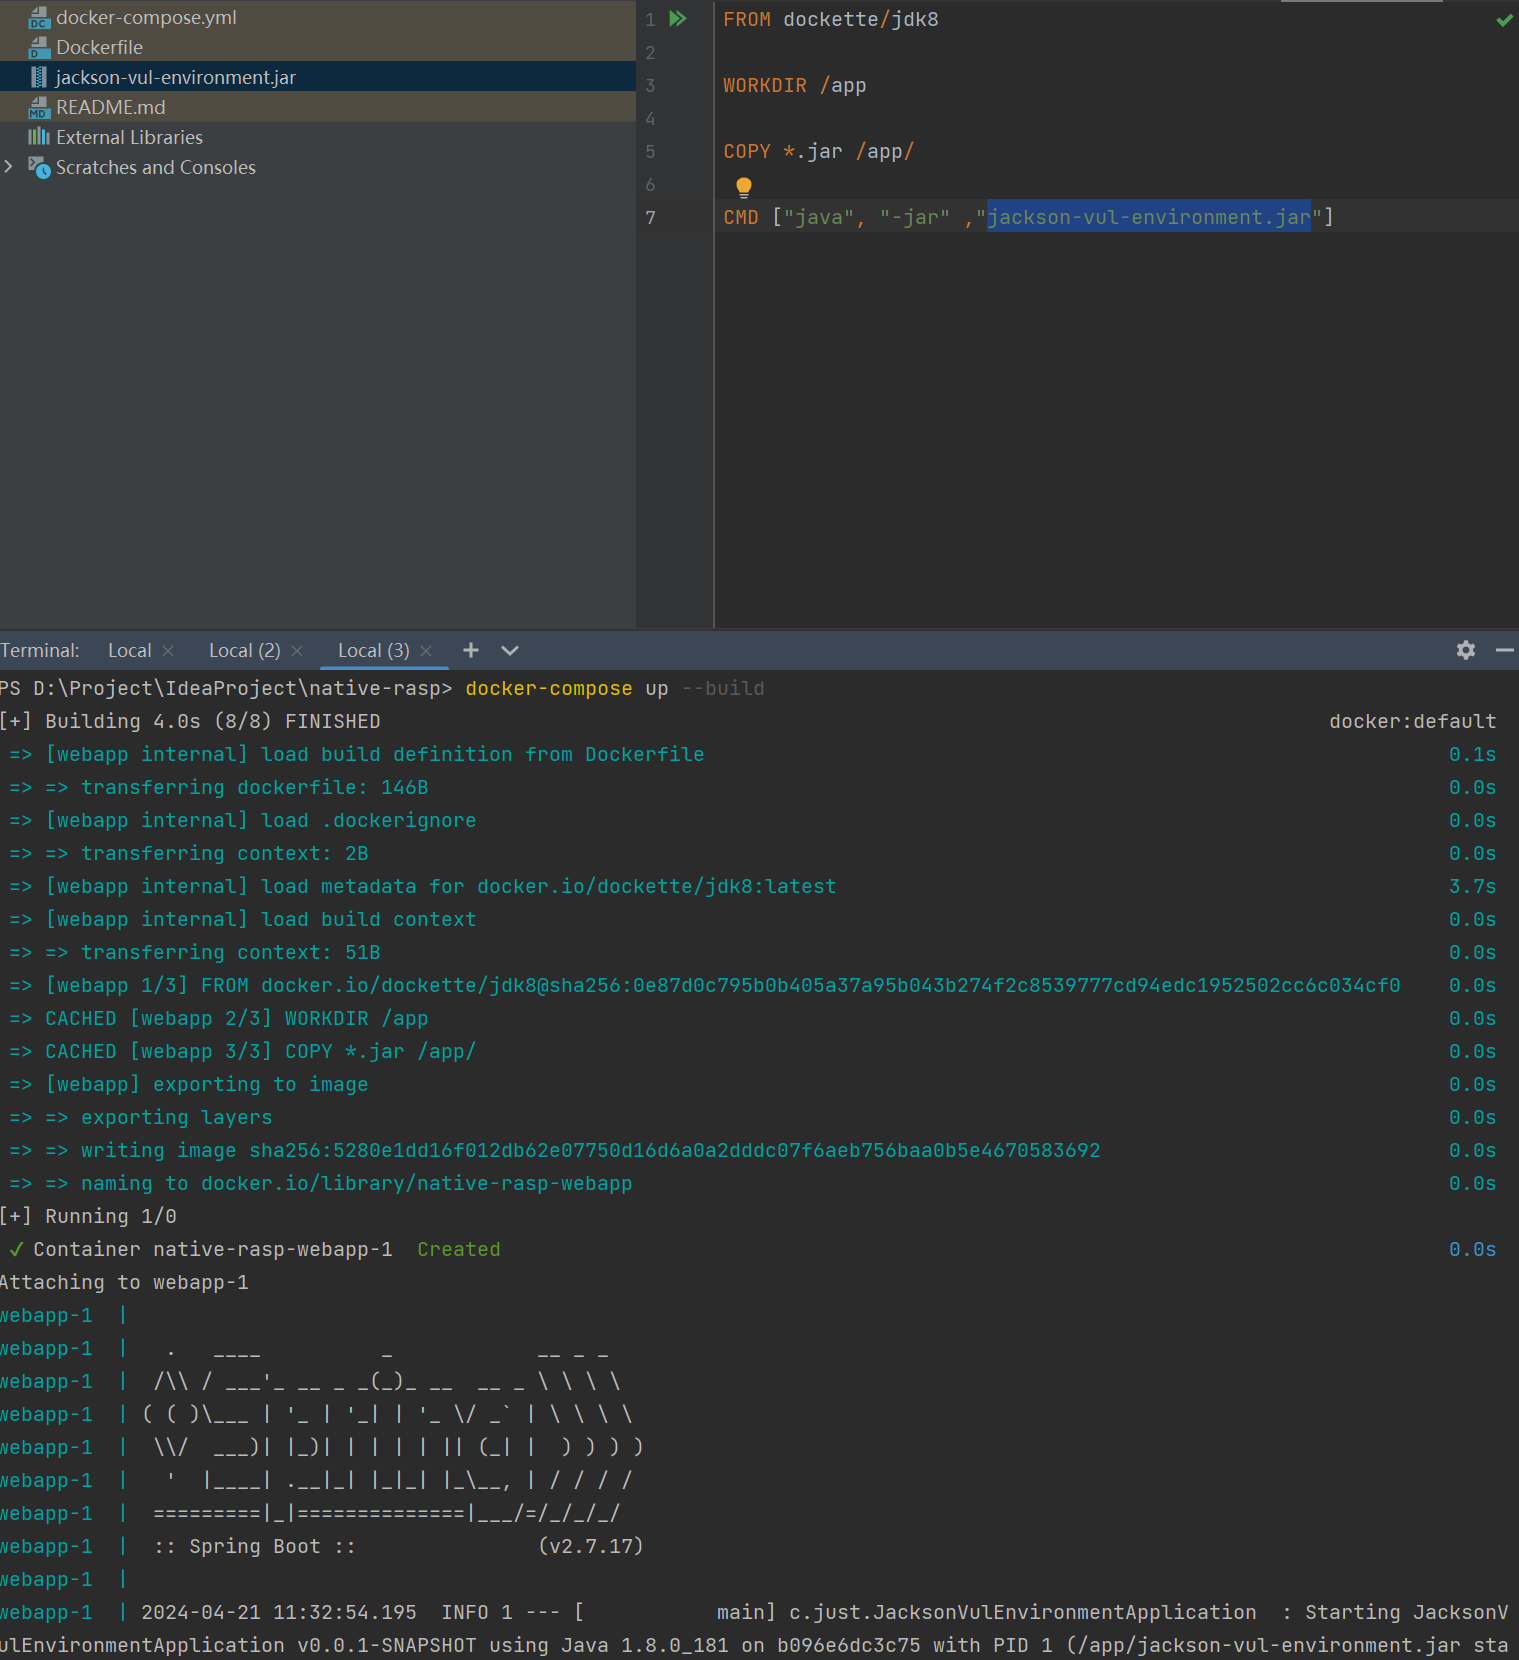 docker-compose.yml
Dockerfile
jackson-vul-environment.jar
README.md
External Libraries
Scratches and Consoles
1 FROM dockette/jdk8
2
3 WORKDIR /app
4
5 COPY *.jar /app/
6
7 CMD ["java", "-jar" ,"jackson-vul-environment.jar"]
Terminal: Local Local (2) Local (3)
PS D:\Project\IdeaProject\native-rasp> docker-compose up --build
[+] Building 4.0s (8/8) FINISHED docker:default
=> [webapp internal] load build definition from Dockerfile 0.1s
=> => transferring dockerfile: 146B 0.0s
=> [webapp internal] load .dockerignore 0.0s
=> => transferring context: 2B 0.0s
=> [webapp internal] load metadata for docker.io/dockette/jdk8:latest 3.7s
=> [webapp internal] load build context 0.0s
=> => transferring context: 51B 0.0s
=> [webapp 1/3] FROM docker.io/dockette/jdk8@sha256:0e87d0c795b0b405a37a95b043b274f2c8539777cd94edc1952502cc6c034cf0 0.0s
=> CACHED [webapp 2/3] WORKDIR /app 0.0s
=> CACHED [webapp 3/3] COPY *.jar /app/ 0.0s
=> [webapp] exporting to image 0.0s
=> => exporting layers 0.0s
=> => writing image sha256:5280e1dd16f012db62e07750d16d6a0a2dddc07f6aeb756baa0b5e4670583692 0.0s
=> => naming to docker.io/library/native-rasp-webapp 0.0s
[+] Running 1/0
✓ Container native-rasp-webapp-1 Created 0.0s
Attaching to webapp-1
webapp-1  |
webapp-1  |   .   ____          _            __ _ _
webapp-1  |  /\\ / ___'_ __ _ _(_)_ __  __ _ \ \ \ \
webapp-1  | ( ( )\___ | '_ | '_| | '_ \/ _` | \ \ \ \
webapp-1  |  \\/  ___)| |_)| | | | | || (_| |  ) ) ) )
webapp-1  |   '  |____| .__|_| |_|_| |_\__, | / / / /
webapp-1  |  =========|_|==============|___/=/_/_/_/
webapp-1  |  :: Spring Boot ::               (v2.7.17)
webapp-1  |
webapp-1  | 2024-04-21 11:32:54.195  INFO 1 --- [           main] c.just.JacksonVulEnvironmentApplication  : Starting JacksonV
ulEnvironmentApplication v0.0.1-SNAPSHOT using Java 1.8.0_181 on b096e6dc3c75 with PID 1 (/app/jackson-vul-environment.jar sta